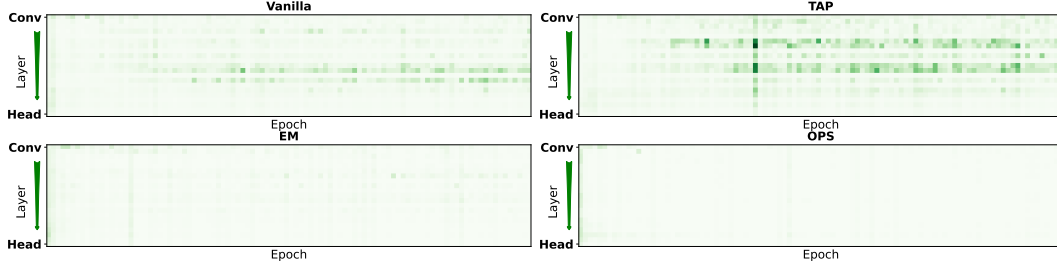 Vanilla
Conv
Layer
Head
Epoch
TAP
Conv
Layer
Head
EM
Conv
Layer
Head
Epoch
OPS
Conv
Layer
Head
Epoch